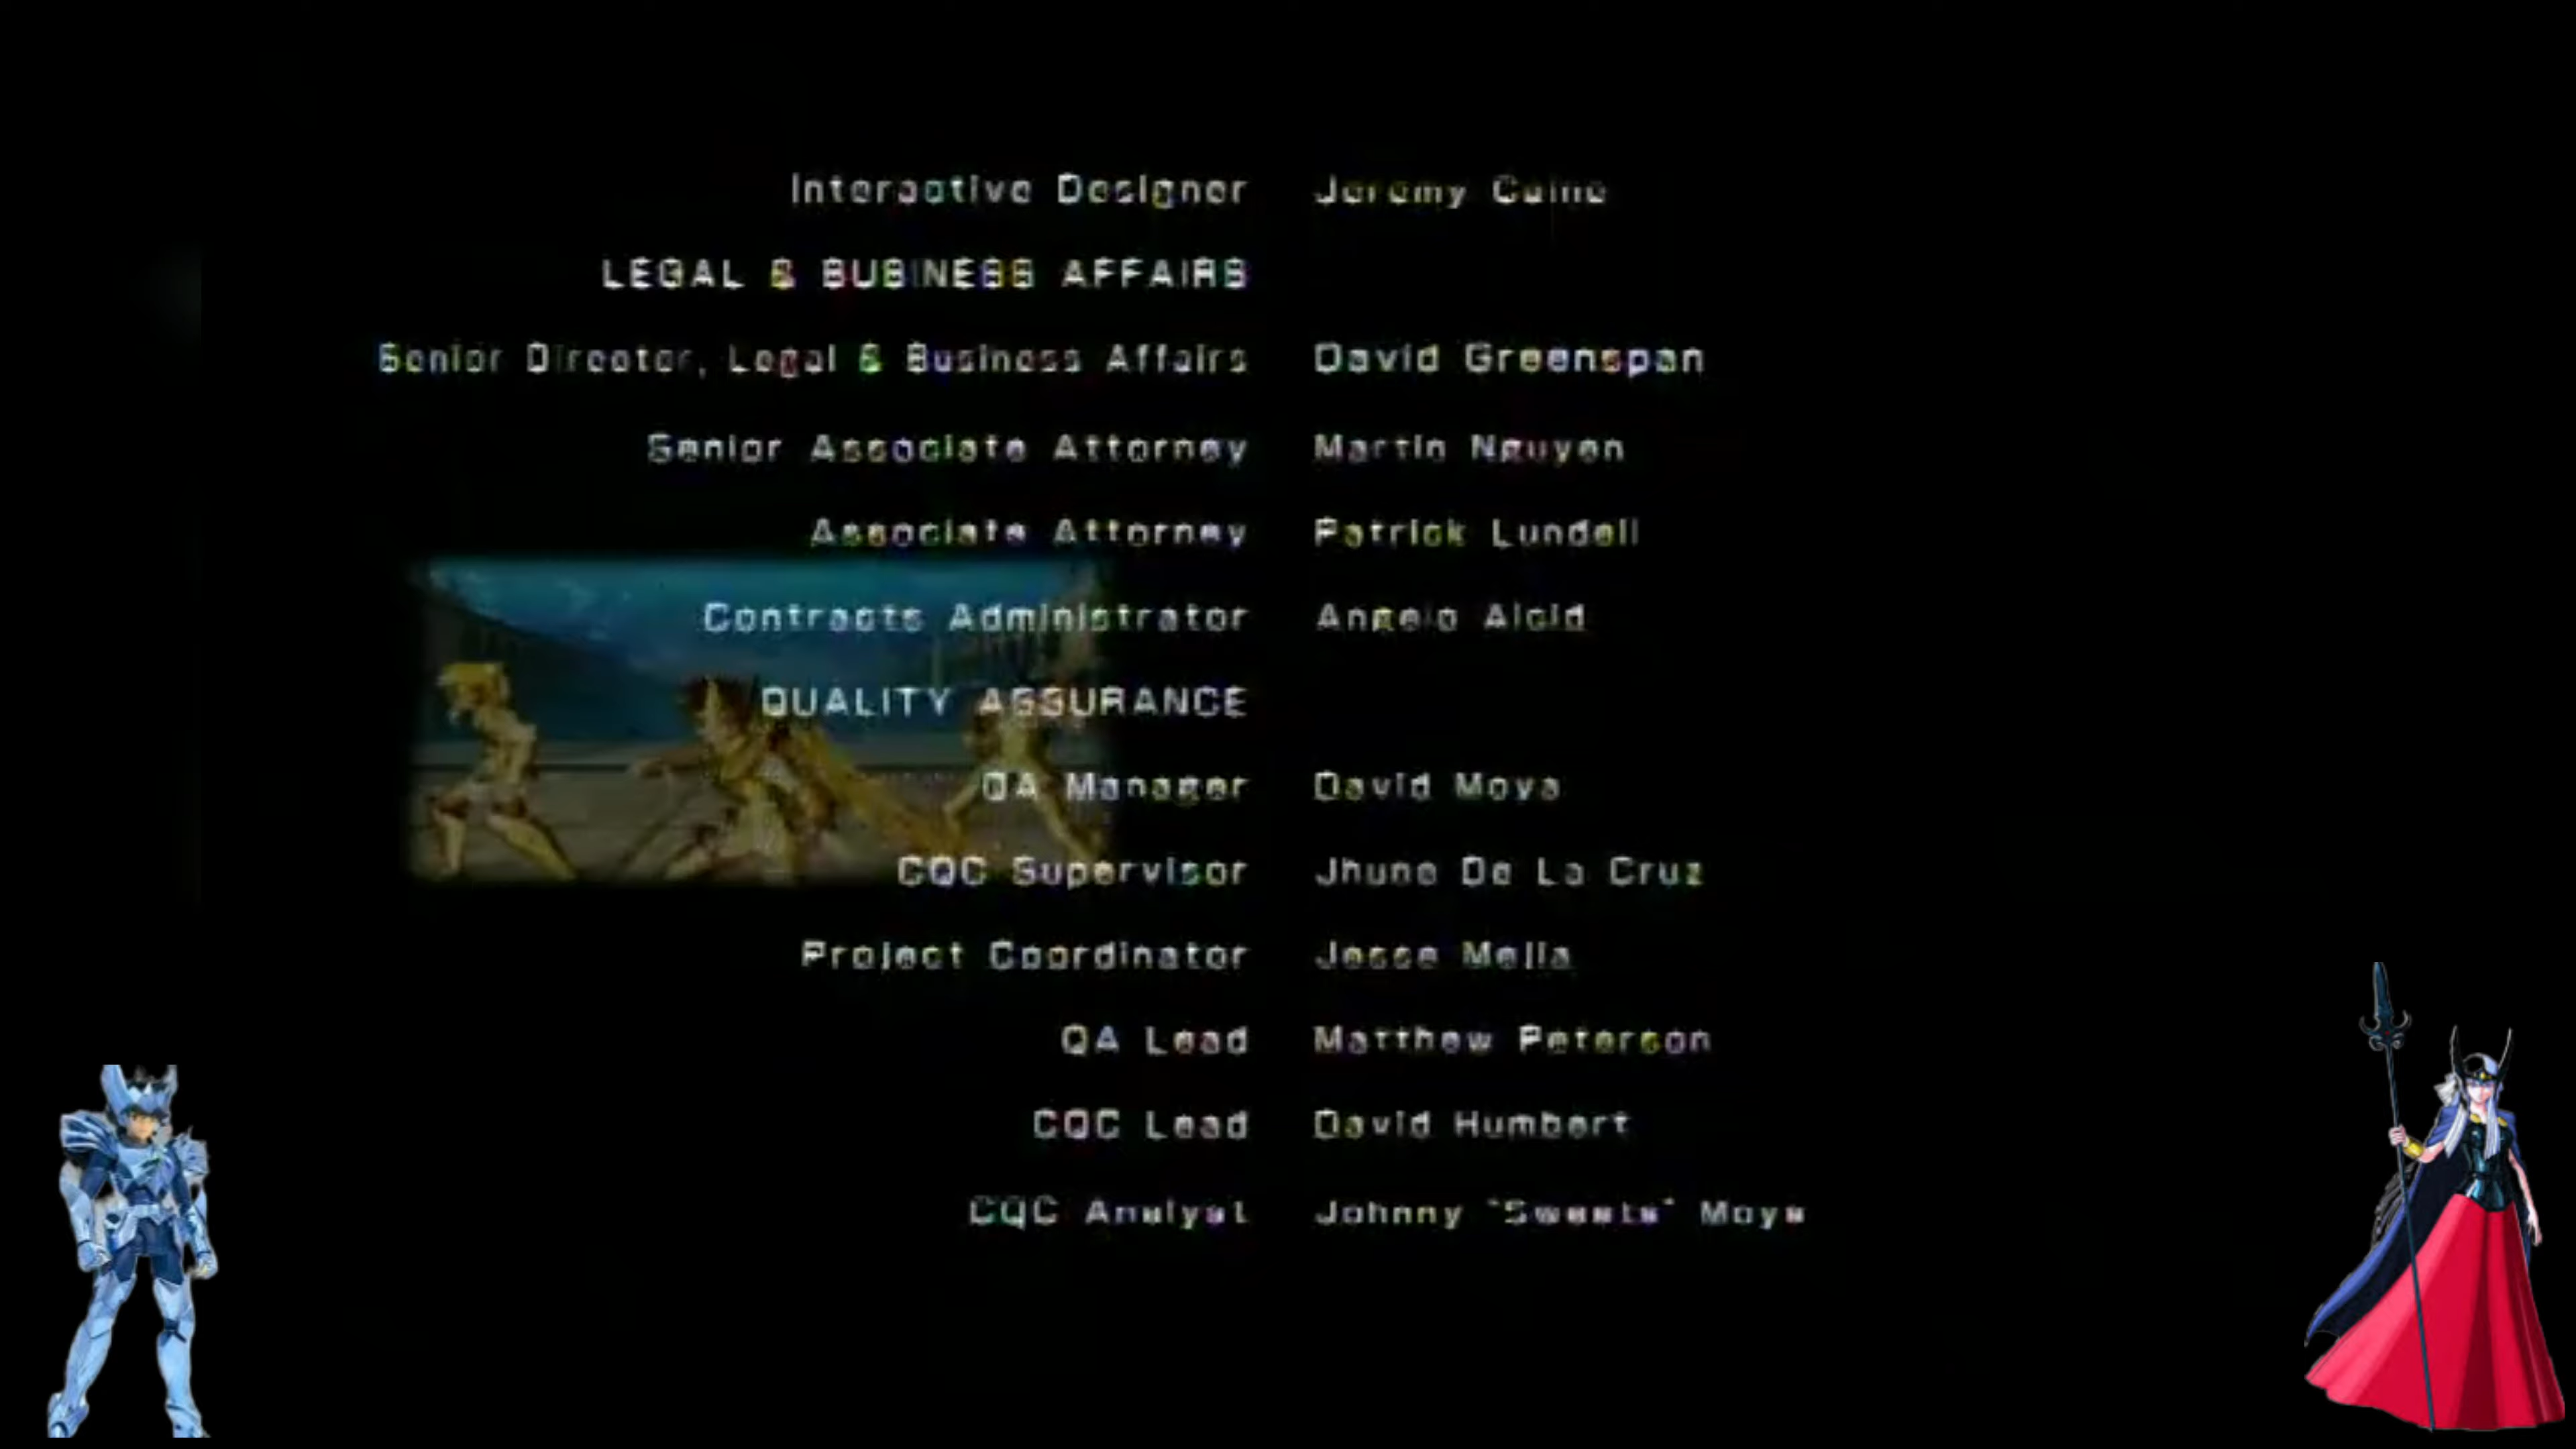 Interactive Designer Jeremy Caine
LEGAL & BUSINESS AFFAIRS
Senior Director, Legal & Business Affairs David Greenspan
Senior Associate Attorney Martin Nguyen
Associate Attorney Patrick Lundell
Contracts Administrator Angelo Alcid
QUALITY ASSURANCE
QA Manager David Moya
CQC Supervisor Jhune De La Cruz
Project Coordinator Jesse Mejia
QA Lead Matthew Peterson
CQC Lead David Humbert
CQC Analyst Johnny "Sweets" Moya